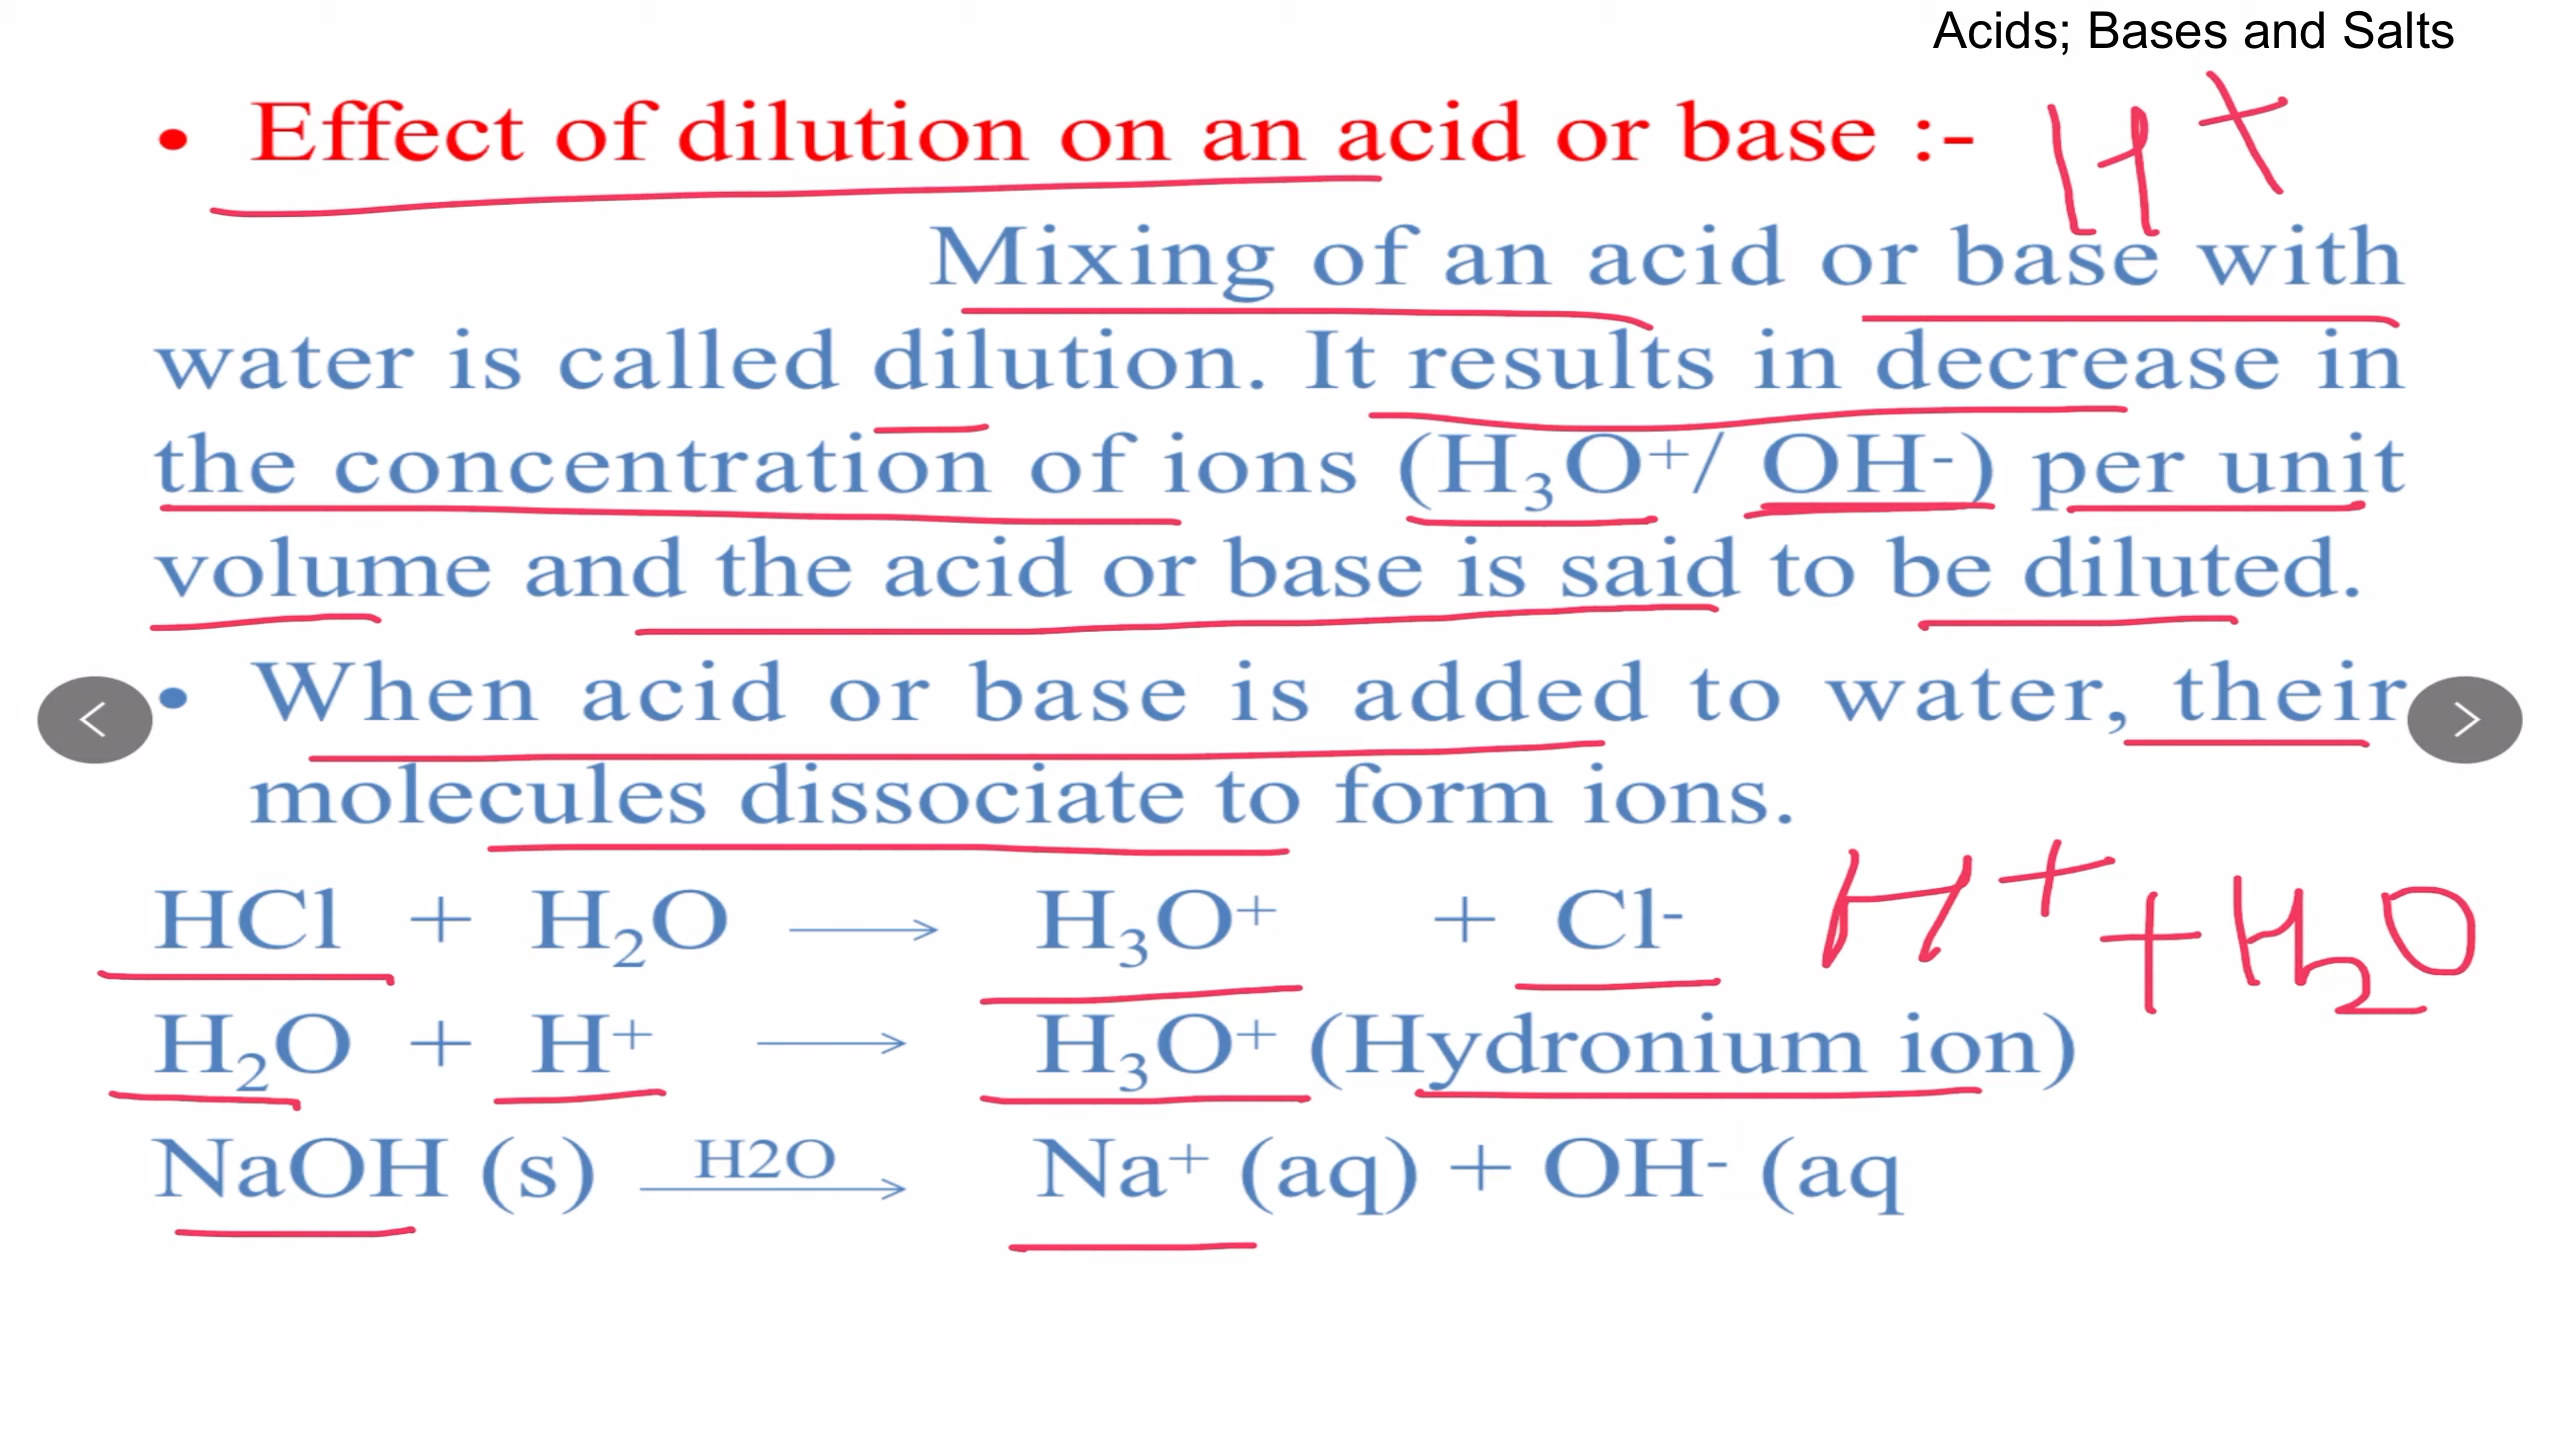 Acids; Bases and Salts
• Effect of dilution on an acid or base :-
H+
Mixing of an acid or base with
water is called dilution. It results in decrease in
the concentration of ions (H₃O⁺/ OH-) per unit
volume and the acid or base is said to be diluted.
• When acid or base is added to water, their
molecules dissociate to form ions.
HCl + H₂O ⟶ H₃O⁺ + Cl- H⁺ + H₂O
H₂O + H⁺ ⟶ H₃O⁺ (Hydronium ion)
NaOH (s) H2O ⟶ Na⁺ (aq) + OH- (aq